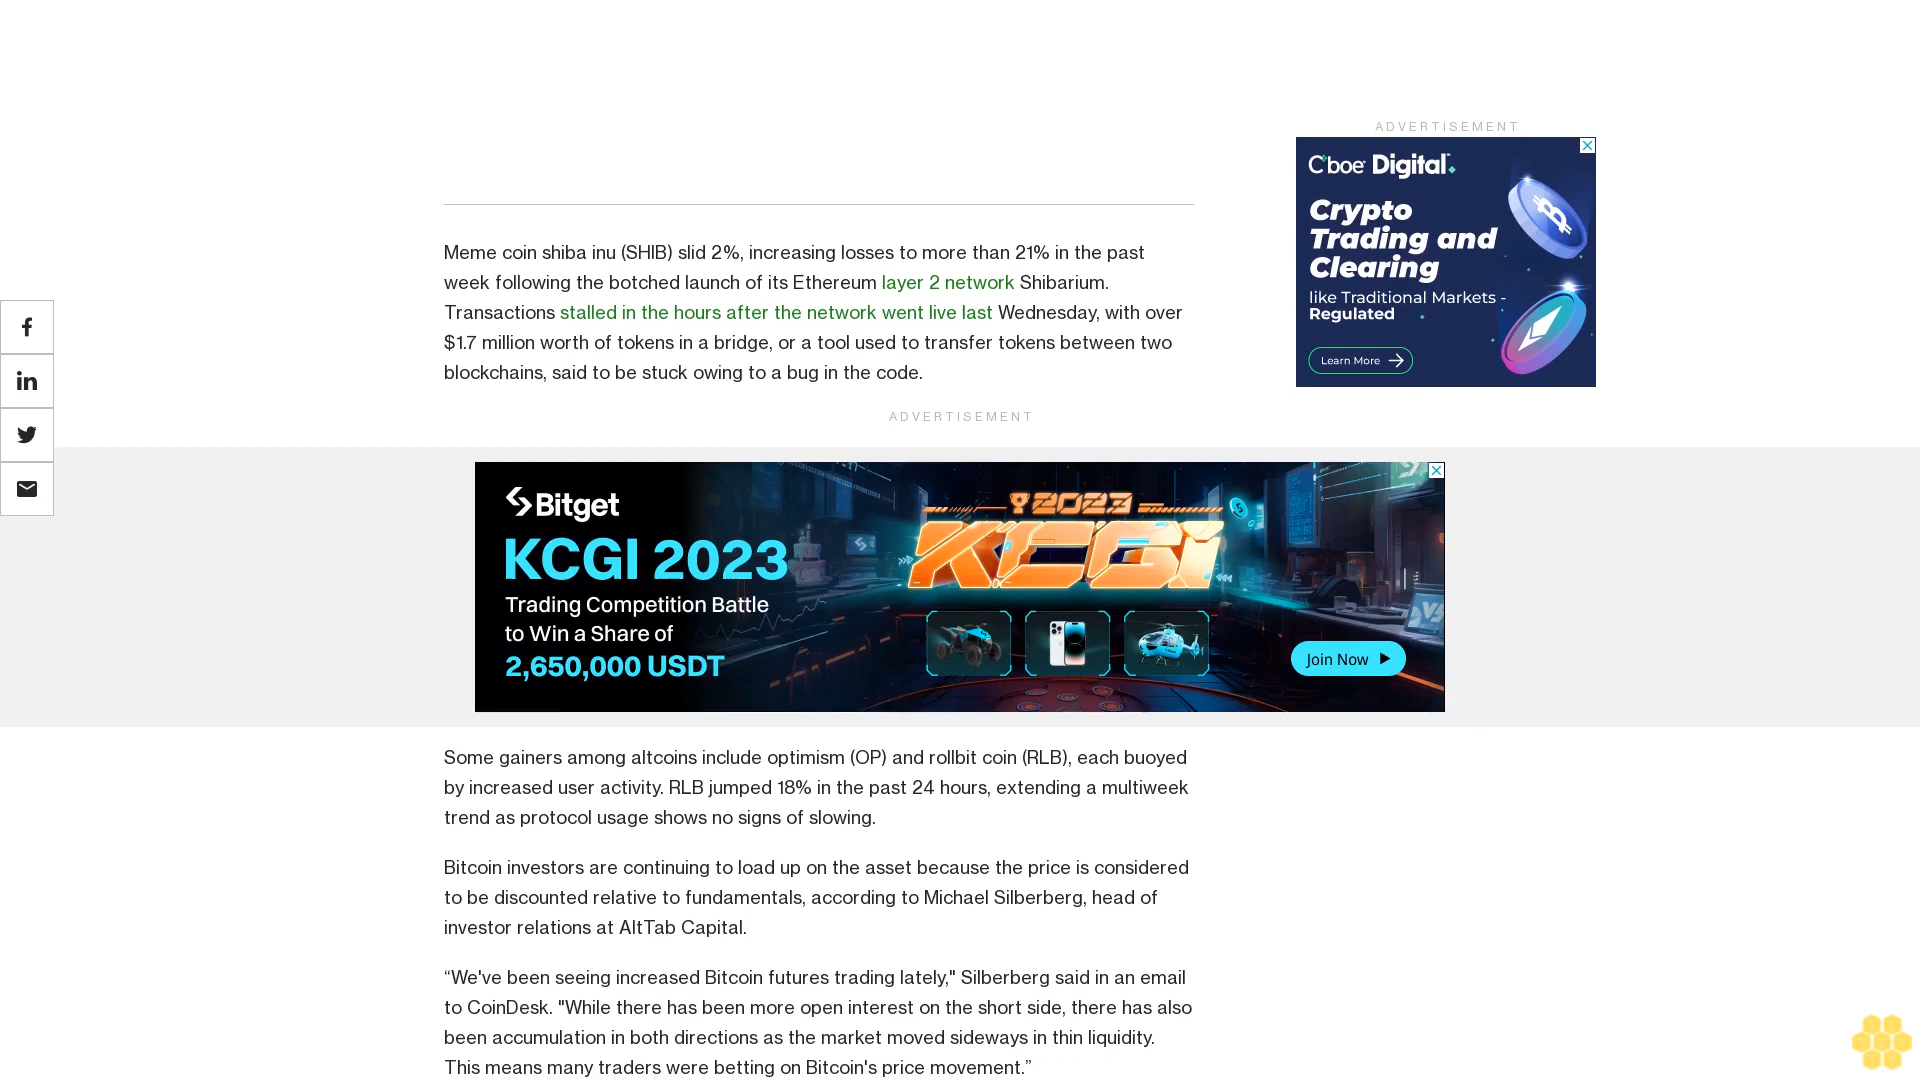 ADVERTISEMENT
Cboe Digital
Crypto
Trading and
Clearing
like Traditional Markets -
Regulated
Learn More
Meme coin shiba inu (SHIB) slid 2%, increasing losses to more than 21% in the past
week following the botched launch of its Ethereum layer 2 network Shibarium.
Transactions stalled in the hours after the network went live last Wednesday, with over
$1.7 million worth of tokens in a bridge, or a tool used to transfer tokens between two
blockchains, said to be stuck owing to a bug in the code.
ADVERTISEMENT
Bitget
KCGI 2023
Trading Competition Battle
to Win a Share of
2,650,000 USDT
2023
KCGI
VS
Join Now
Some gainers among altcoins include optimism (OP) and rollbit coin (RLB), each buoyed
by increased user activity. RLB jumped 18% in the past 24 hours, extending a multiweek
trend as protocol usage shows no signs of slowing.
Bitcoin investors are continuing to load up on the asset because the price is considered
to be discounted relative to fundamentals, according to Michael Silberberg, head of
investor relations at AltTab Capital.
“We've been seeing increased Bitcoin futures trading lately," Silberberg said in an email
to CoinDesk. "While there has been more open interest on the short side, there has also
been accumulation in both directions as the market moved sideways in thin liquidity.
This means many traders were betting on Bitcoin's price movement.”